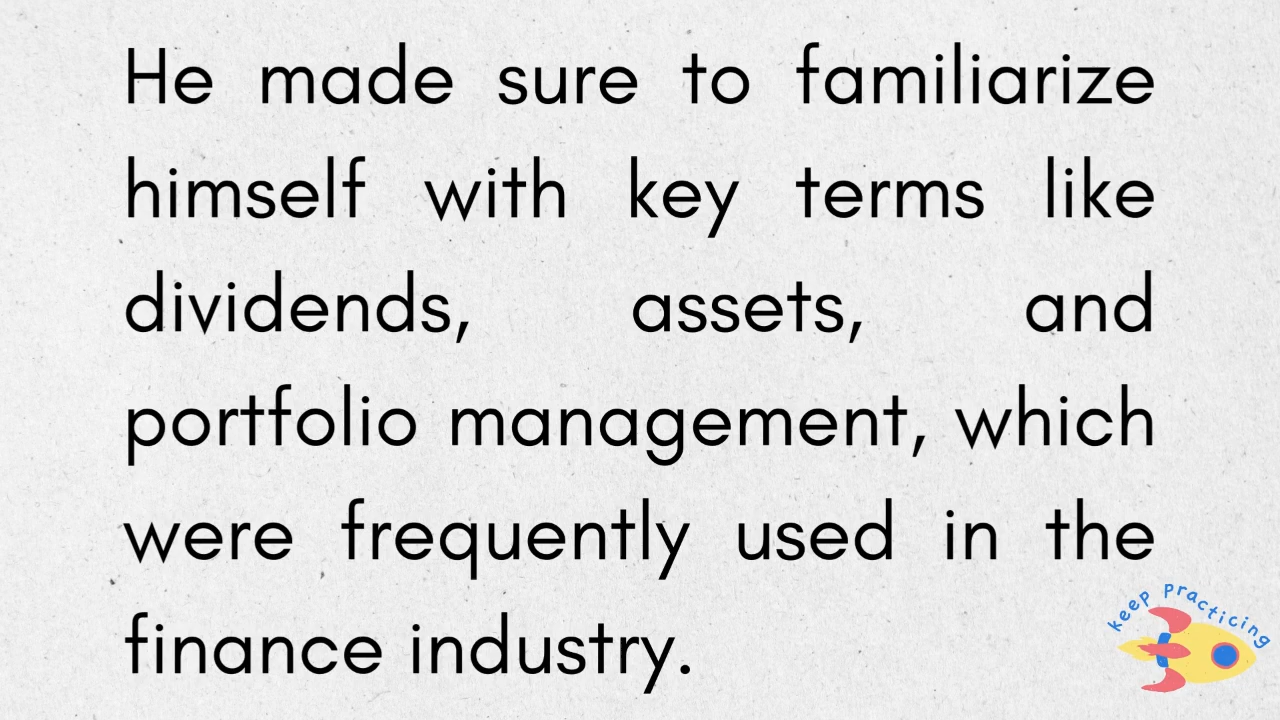 He made sure to familiarize
himself with key terms like
dividends, assets, and
portfolio management, which
were frequently used in the
finance industry.
keep practicing